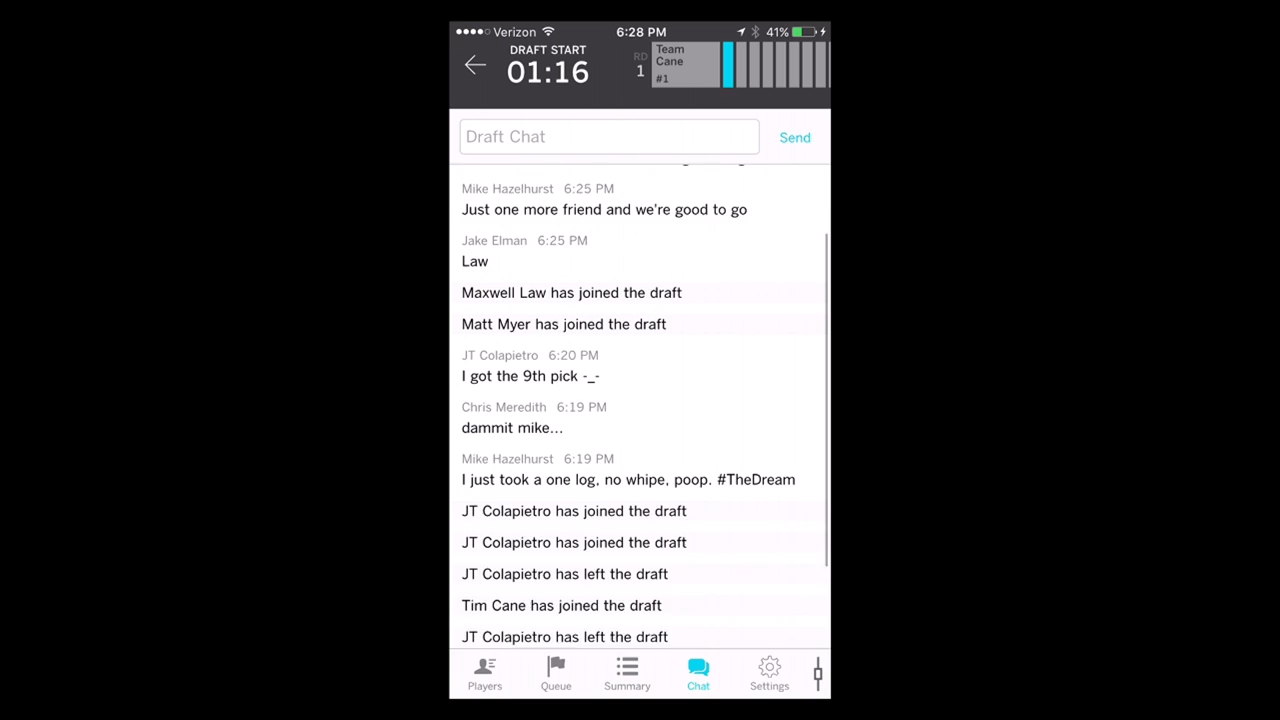 Verizon 6:28 PM 41%
DRAFT START
01:16
RD
1
Team
Cane
#1
Draft Chat
Send
Mike Hazelhurst 6:25 PM
Just one more friend and we're good to go
Jake Elman 6:25 PM
Law
Maxwell Law has joined the draft
Matt Myer has joined the draft
JT Colapietro 6:20 PM
I got the 9th pick -_-
Chris Meredith 6:19 PM
dammit mike...
Mike Hazelhurst 6:19 PM
I just took a one log, no whipe, poop. #TheDream
JT Colapietro has joined the draft
JT Colapietro has joined the draft
JT Colapietro has left the draft
Tim Cane has joined the draft
JT Colapietro has left the draft
Players Queue Summary Chat Settings